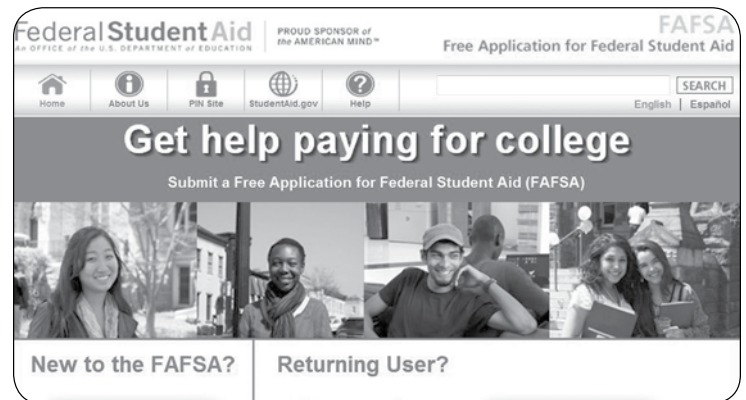 Federal Student Aid
An OFFICE of the U.S. DEPARTMENT of EDUCATION
PROUD SPONSOR of
the AMERICAN MIND™
FAFSA
Free Application for Federal Student Aid
Home
About Us
PIN Site
StudentAid.gov
Help
SEARCH
English | Español
Get help paying for college
Submit a Free Application for Federal Student Aid (FAFSA)
New to the FAFSA?
Returning User?